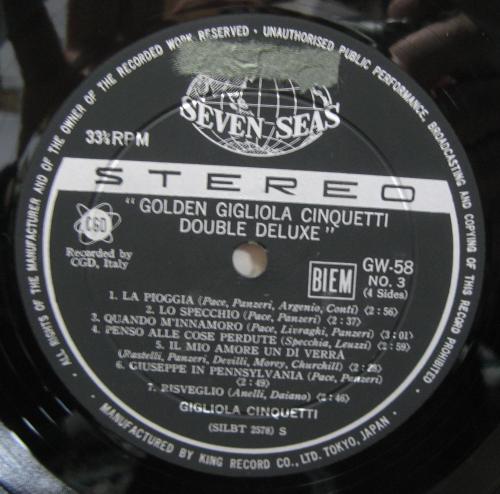 ALL RIGHTS OF THE MANUFACTURER AND OF THE OWNER OF THE RECORDED WORK RESERVED · UNAUTHORISED PUBLIC PERFORMANCE, BROADCASTING AND COPYING OF THIS RECORD PROHIBITED
SEVEN SEAS
33⅓RPM
STEREO
"GOLDEN GIGLIOLA CINQUETTI
DOUBLE DELUXE"
CGD
Recorded by
CGD, Italy
BIEM
GW-58
NO. 3
(4 Sides)
1. LA PIOGGIA (Pace, Panzeri, Argenio, Conti) (2:56)
2. LO SPECCHIO (Pace, Panzeri) (2:37)
3. QUANDO M'INNAMORO (Pace, Livraghi, Panzeri) (3:01)
4. PENSO ALLE COSE PERDUTE (Specchia, Leuzzi) (2:59)
5. IL MIO AMORE UN DI VERRÀ
(Rastelli, Panzeri, Devilli, Morey, Churchill) (2:28)
6. GIUSEPPE IN PENNSYLVANIA (Pace, Panzeri)
(2:49)
7. RISVEGLIO (Anelli, Daiano) (2:46)
GIGLIOLA CINQUETTI
(SILBT 2578) S
· MANUFACTURED BY KING RECORD CO., LTD. TOKYO, JAPAN ·